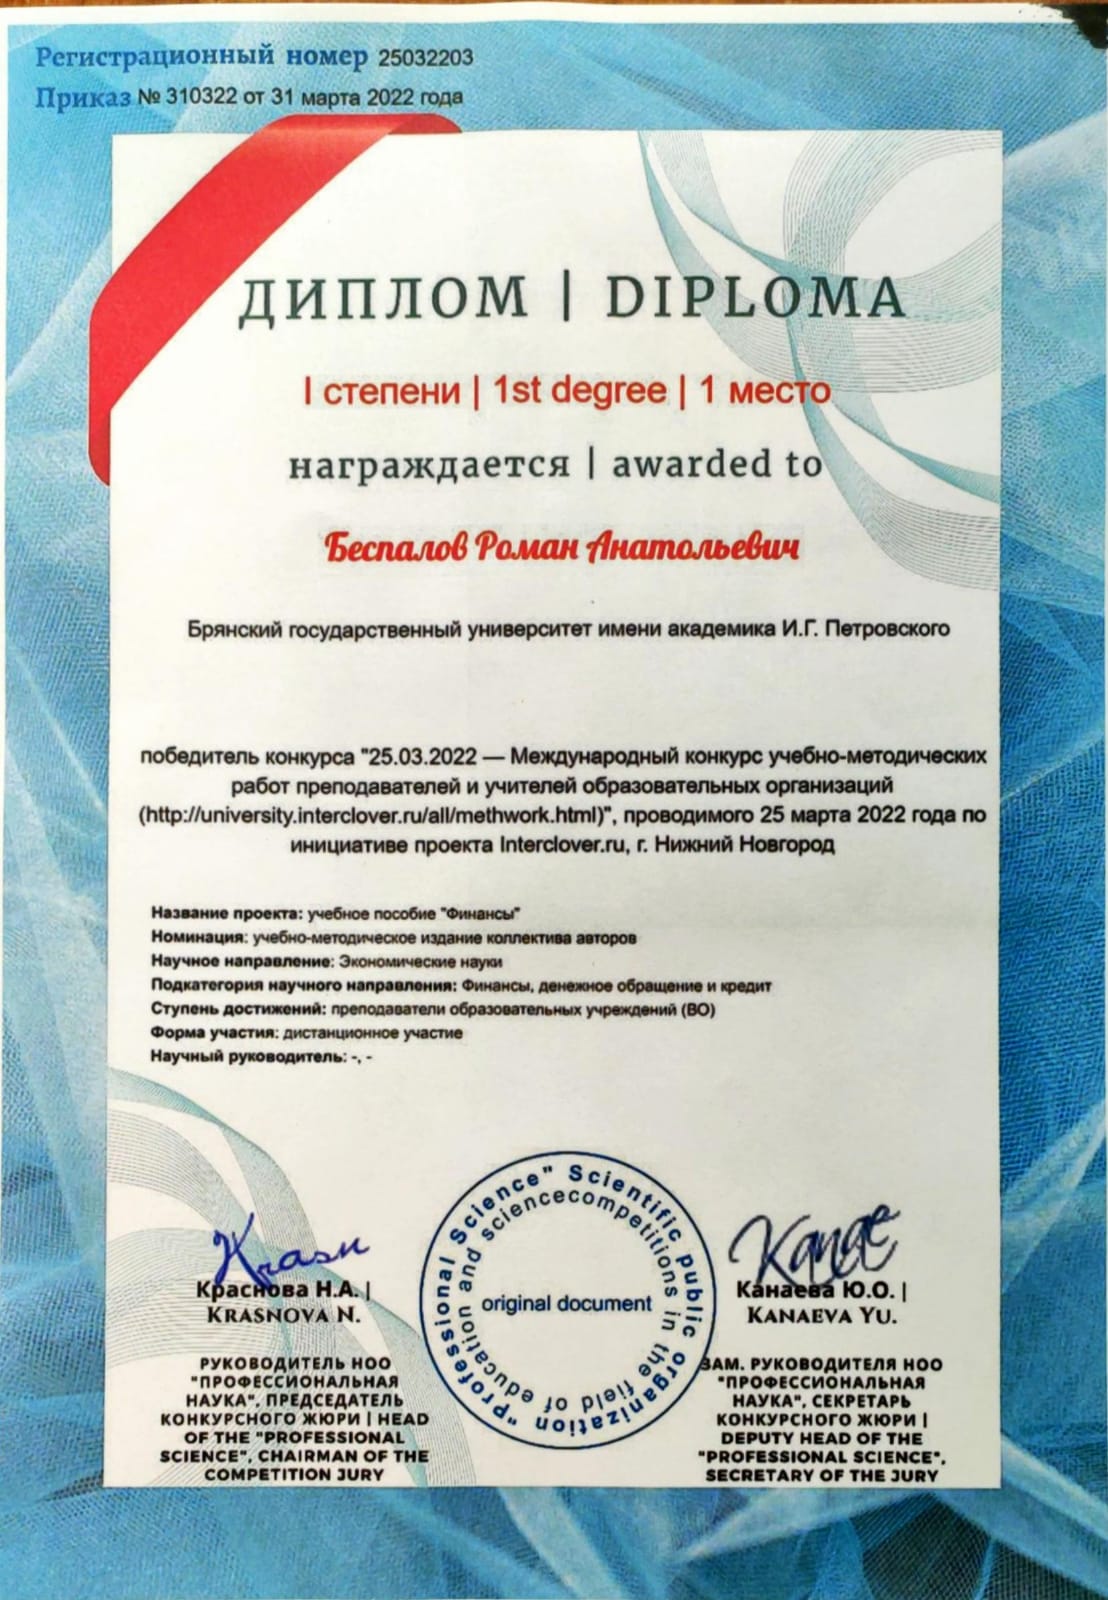 Регистрационный номер 25032203
Приказ № 310322 от 31 марта 2022 года
ДИПЛОМ | DIPLOMA
I степени | 1st degree | 1 место
награждается | awarded to
Беспалов Роман Анатольевич
Брянский государственный университет имени академика И.Г. Петровского
победитель конкурса "25.03.2022 — Международный конкурс учебно-методических
работ преподавателей и учителей образовательных организаций
(http://university.interclover.ru/all/methwork.html)", проводимого 25 марта 2022 года по
инициативе проекта Interclover.ru, г. Нижний Новгород
Название проекта: учебное пособие "Финансы"
Номинация: учебно-методическое издание коллектива авторов
Научное направление: Экономические науки
Подкатегория научного направления: Финансы, денежное обращение и кредит
Ступень достижений: преподаватели образовательных учреждений (ВО)
Форма участия: дистанционное участие
Научный руководитель: -, -
Krasn
Краснова Н.А. |
KRASNOVA N.
РУКОВОДИТЕЛЬ НОО
"ПРОФЕССИОНАЛЬНАЯ
НАУКА", ПРЕДСЕДАТЕЛЬ
КОНКУРСНОГО ЖЮРИ | HEAD
OF THE "PROFESSIONAL
SCIENCE", CHAIRMAN OF THE
COMPETITION JURY
Scientific public organization "Professional Science"
competitions in the field of education and science
original document
Канаева Ю.О. |
KANAEVA YU.
ЗАМ. РУКОВОДИТЕЛЯ НОО
"ПРОФЕССИОНАЛЬНАЯ
НАУКА", СЕКРЕТАРЬ
КОНКУРСНОГО ЖЮРИ |
DEPUTY HEAD OF THE
"PROFESSIONAL SCIENCE",
SECRETARY OF THE JURY